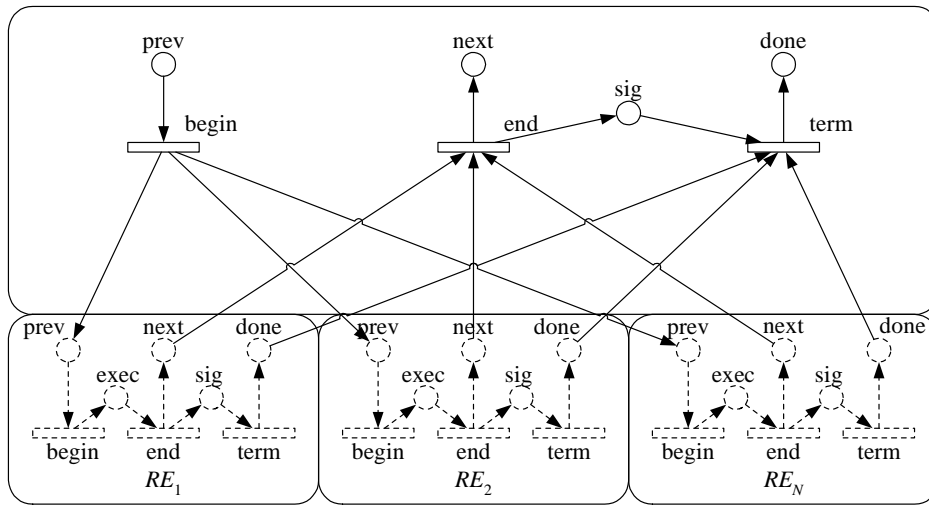 prev next done
sig
begin end term
prev next done prev next done prev next done
exec sig exec sig exec sig
begin end term begin end term begin end term
RE1 RE2 REN